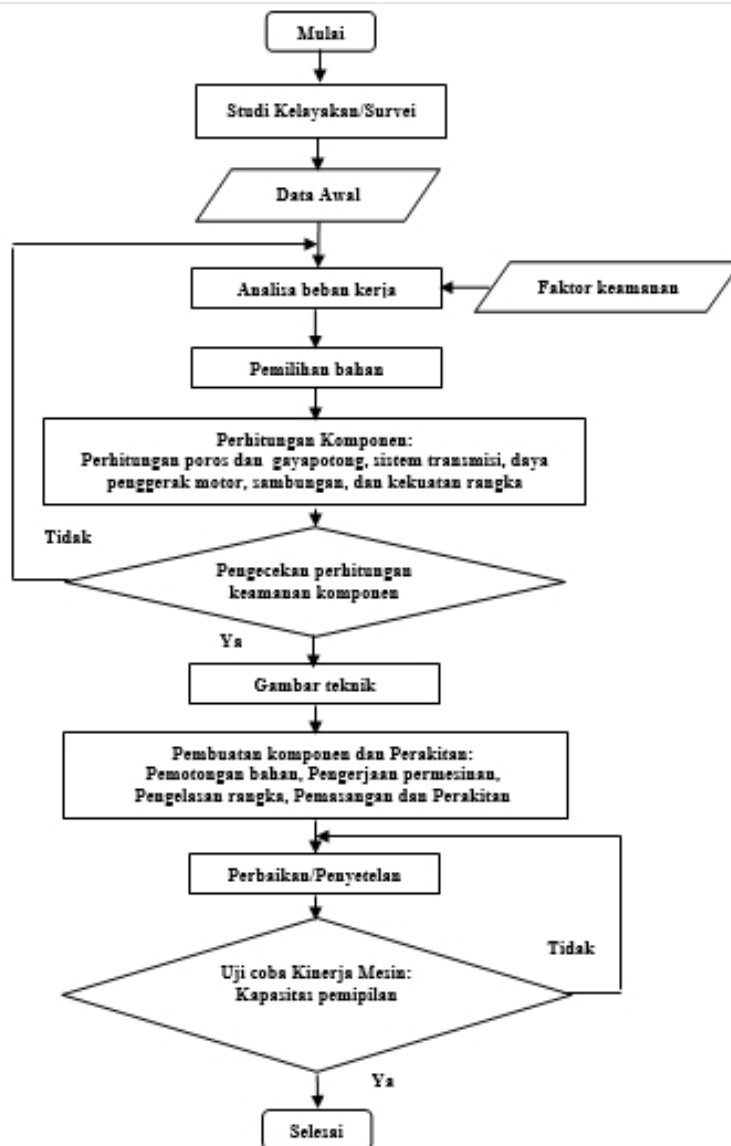 Mulai
Studi Kelayakan/Survei
Data Awal
Analisa beban kerja
Faktor keamanan
Pemilihan bahan
Perhitungan Komponen:
Perhitungan poros dan gayapotong, sistem transmisi, daya
penggerak motor, sambungan, dan kekuatan rangka
Tidak
Pengecekan perhitungan
keamanan komponen
Ya
Gambar teknik
Pembuatan komponen dan Perakitan:
Pemotongan bahan, Pengerjaan permesinan,
Pengelasan rangka, Pemasangan dan Perakitan
Perbaikan/Penyetelan
Tidak
Uji coba Kinerja Mesin:
Kapasitas pemipilan
Ya
Selesai